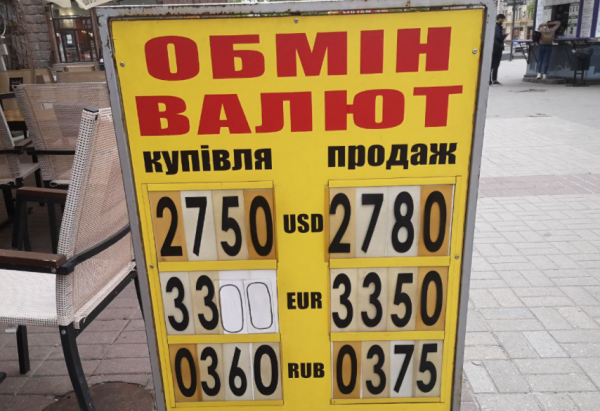 ОБМІН
ВАЛЮТ
купівля продаж
2750 USD 2780
3300 EUR 3350
0360 RUB 0375